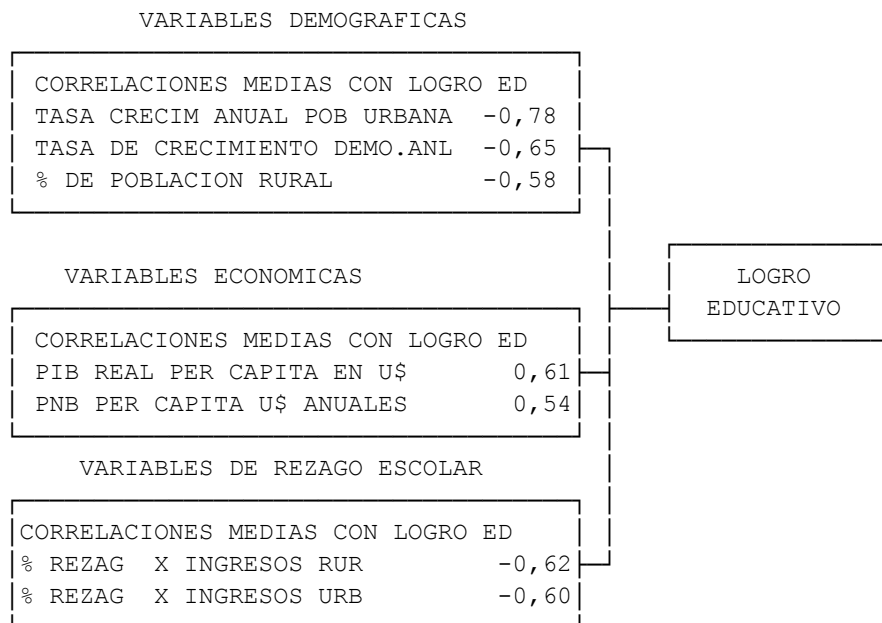 VARIABLES DEMOGRAFICAS
CORRELACIONES MEDIAS CON LOGRO ED
TASA CRECIM ANUAL POB URBANA -0,78
TASA DE CRECIMIENTO DEMO.ANL -0,65
% DE POBLACION RURAL -0,58
VARIABLES ECONOMICAS
LOGRO
EDUCATIVO
CORRELACIONES MEDIAS CON LOGRO ED
PIB REAL PER CAPITA EN U$ 0,61
PNB PER CAPITA U$ ANUALES 0,54
VARIABLES DE REZAGO ESCOLAR
CORRELACIONES MEDIAS CON LOGRO ED
% REZAG X INGRESOS RUR -0,62
% REZAG X INGRESOS URB -0,60